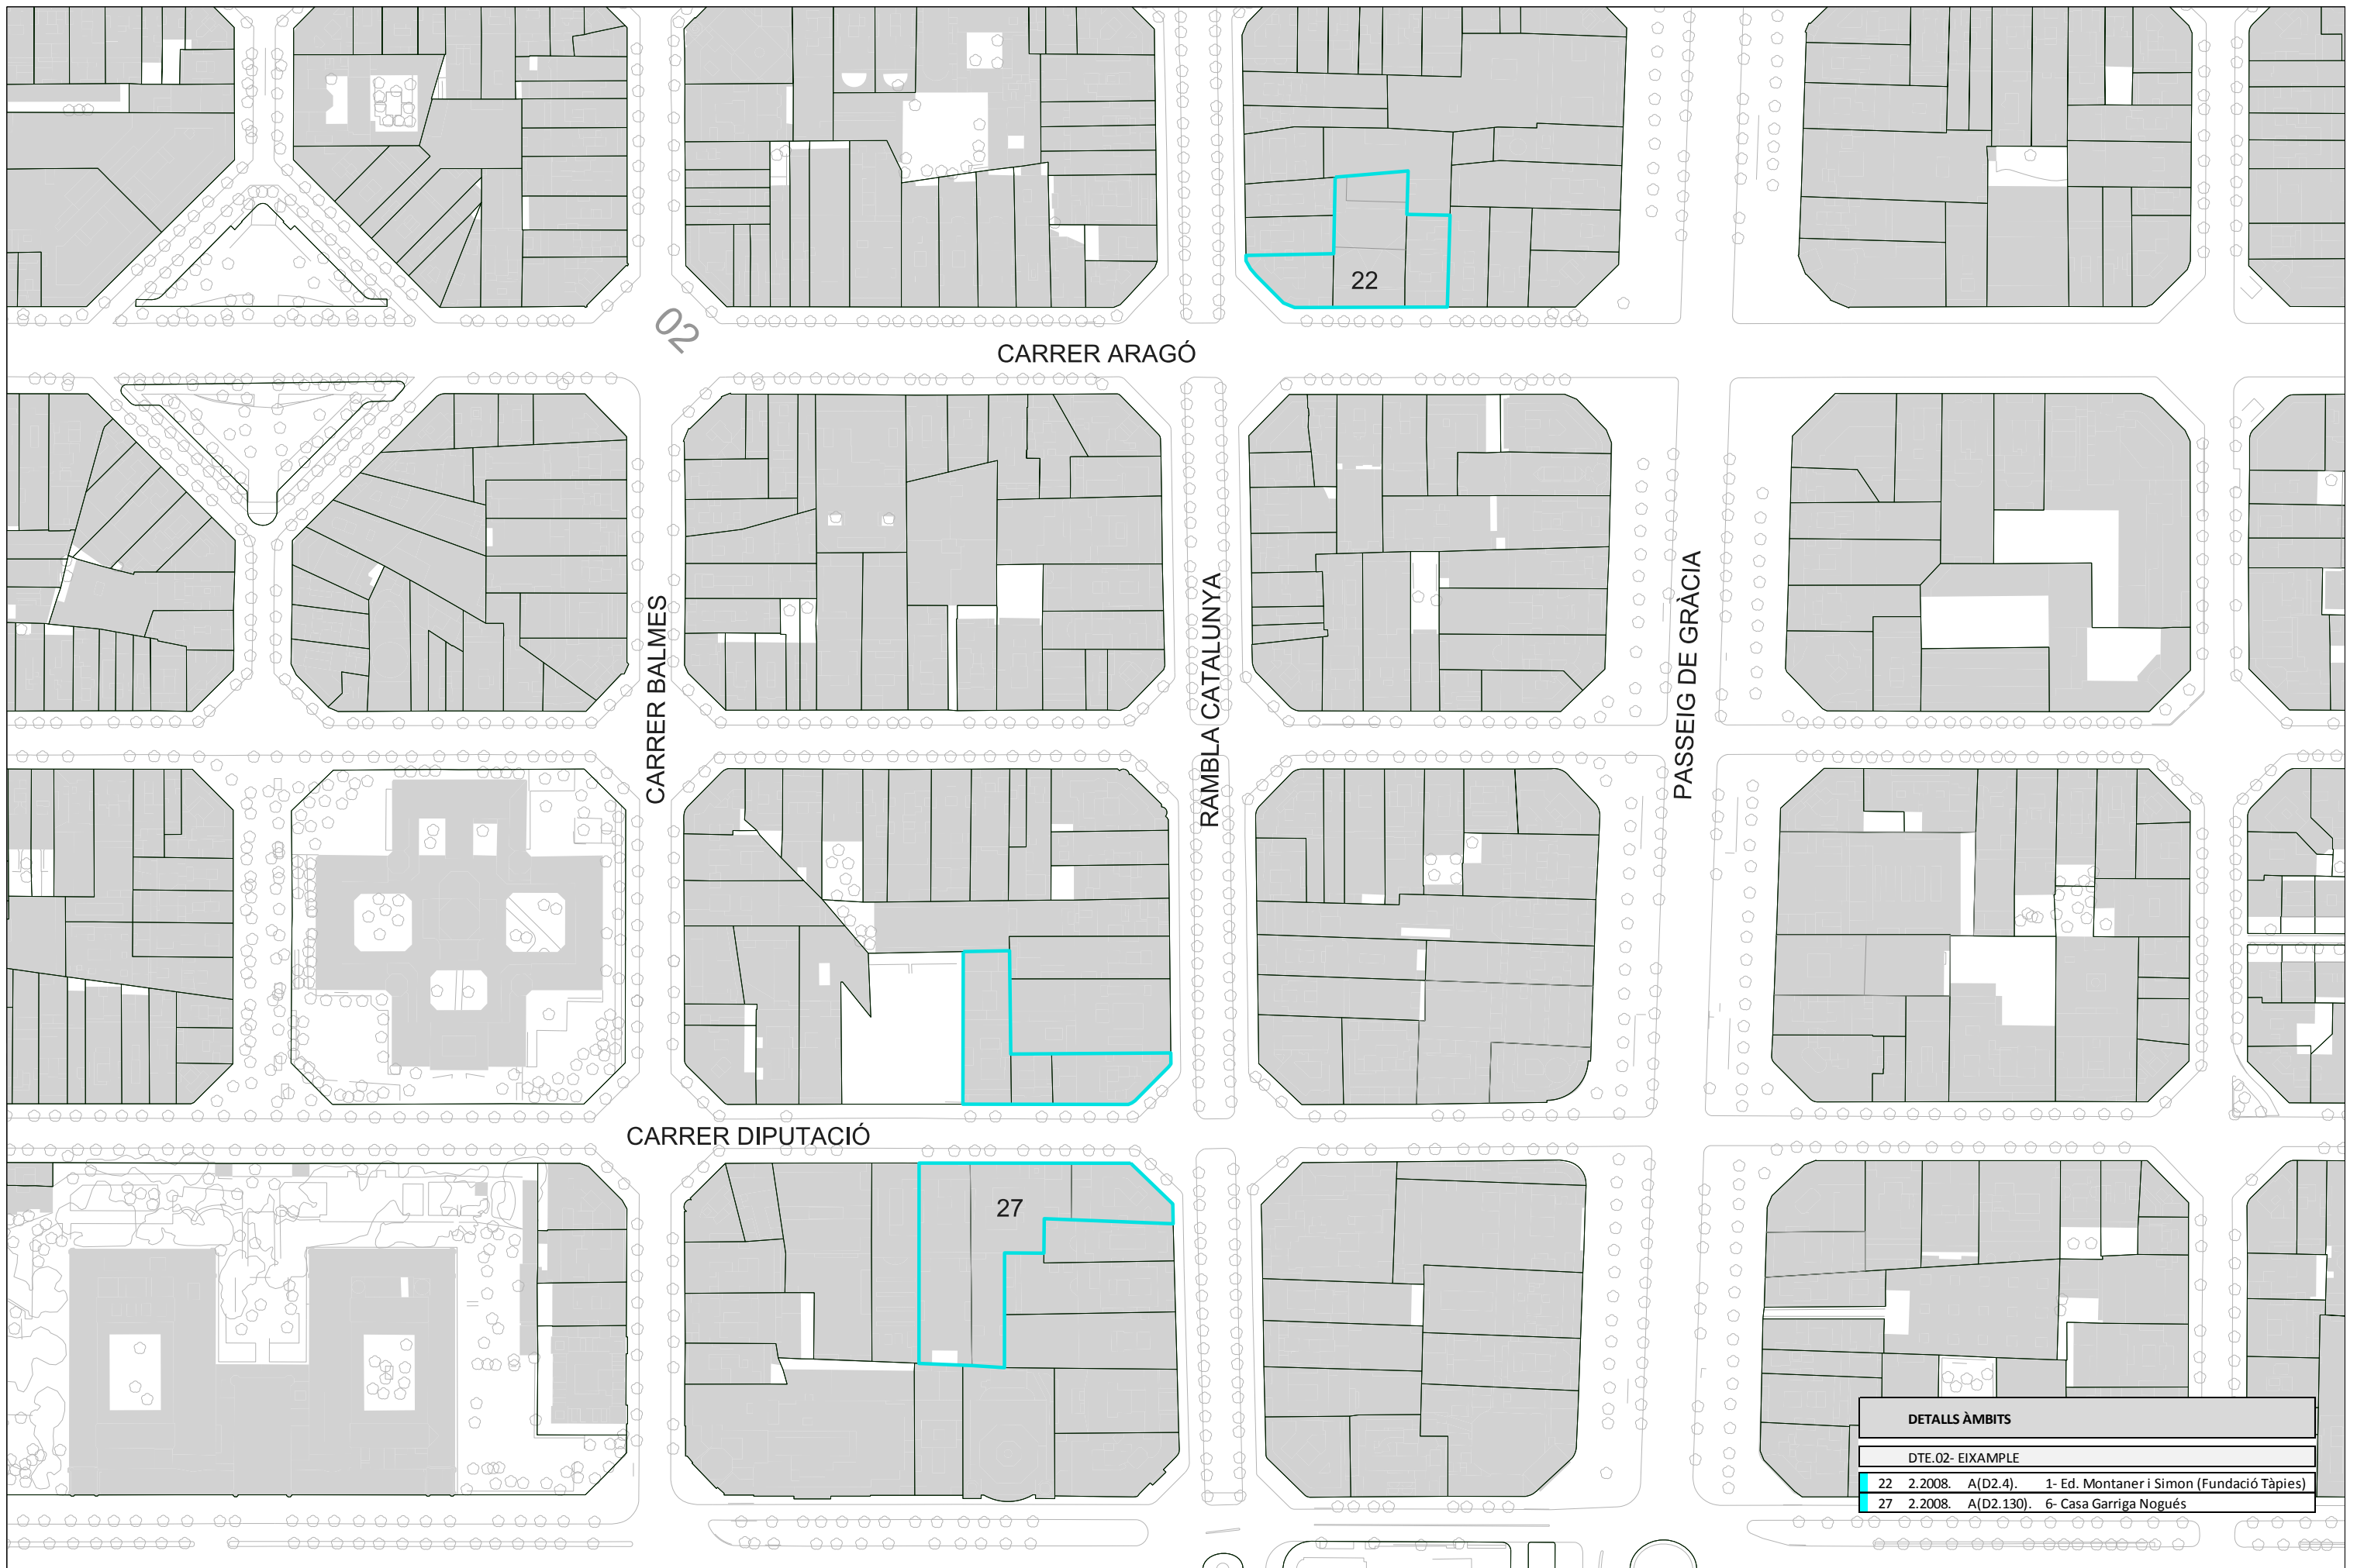 22
02
CARRER ARAGÓ
CARRER BALMES
RAMBLA CATALUNYA
PASSEIG DE GRÀCIA
CARRER DIPUTACIÓ
27
DETALLS ÀMBITS
DTE.02- EIXAMPLE
22 2.2008. A(D2.4). 1- Ed. Montaner i Simon (Fundació Tàpies)
27 2.2008. A(D2.130). 6- Casa Garriga Nogués